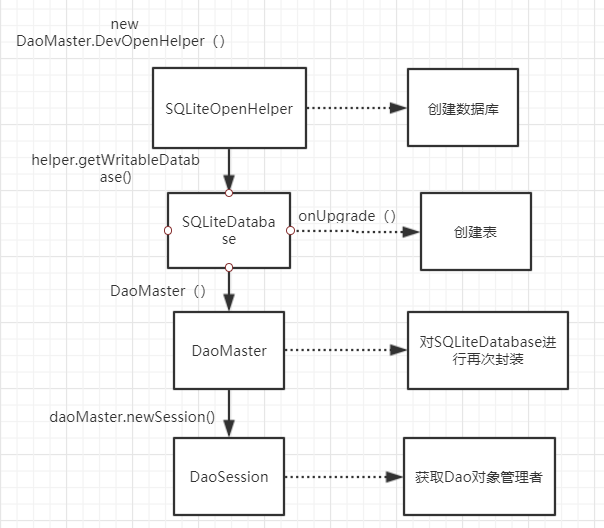 new
DaoMaster.DevOpenHelper（）
SQLiteOpenHelper
创建数据库
helper.getWritableDatab
ase()
SQLiteDataba
se
onUpgrade（）
创建表
DaoMaster（）
DaoMaster
对SQLiteDatabase进
行再次封装
daoMaster.newSession()
DaoSession
获取Dao对象管理者